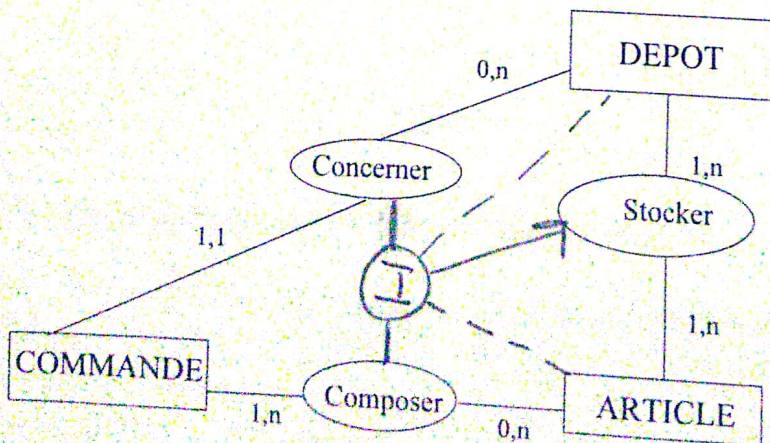 DEPOT
0,n
Concerner
1,n
Stocker
1,1
I
1,n
COMMANDE
Composer
ARTICLE
1,n
0,n